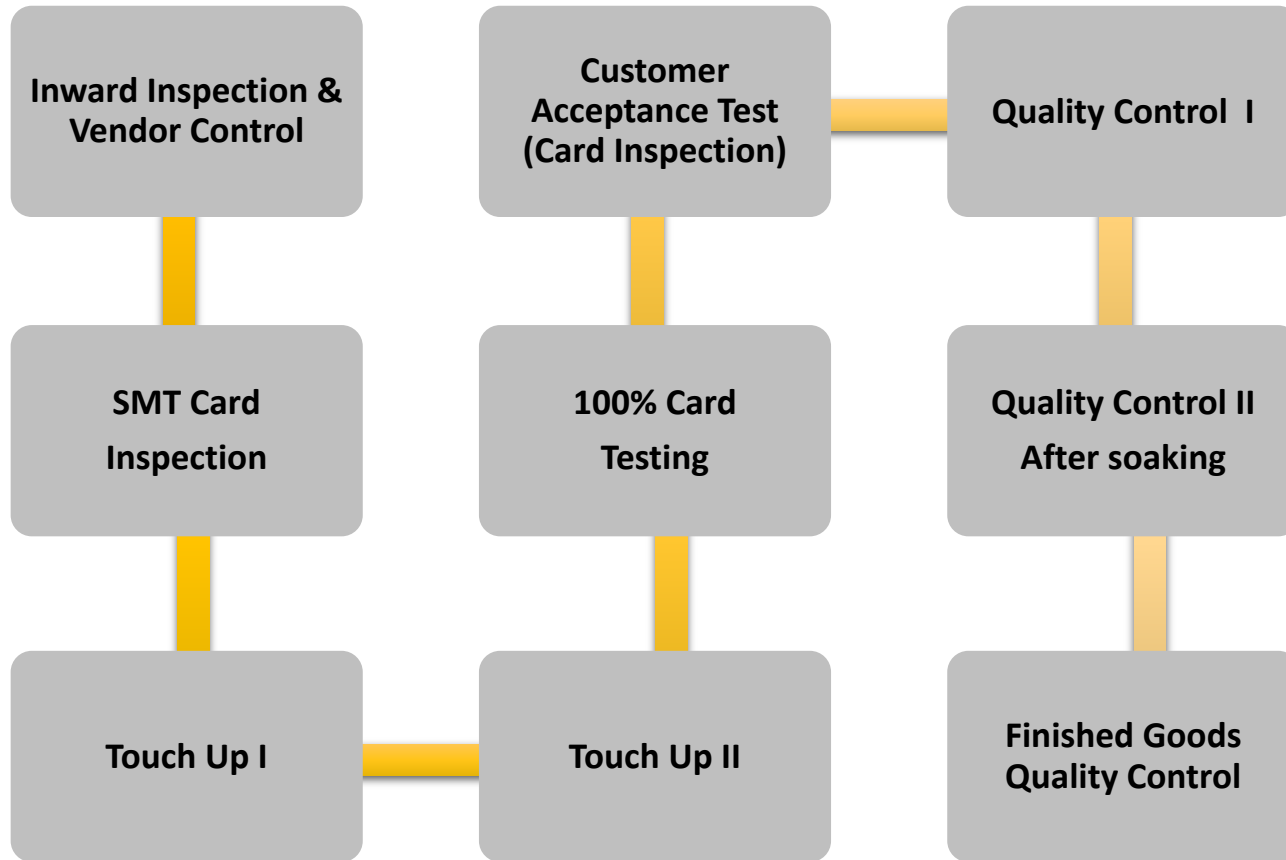 Inward Inspection &
Vendor Control
SMT Card
Inspection
Touch Up I
Touch Up II
100% Card
Testing
Customer
Acceptance Test
(Card Inspection)
Quality Control  I
Quality Control II
After soaking
Finished Goods
Quality Control